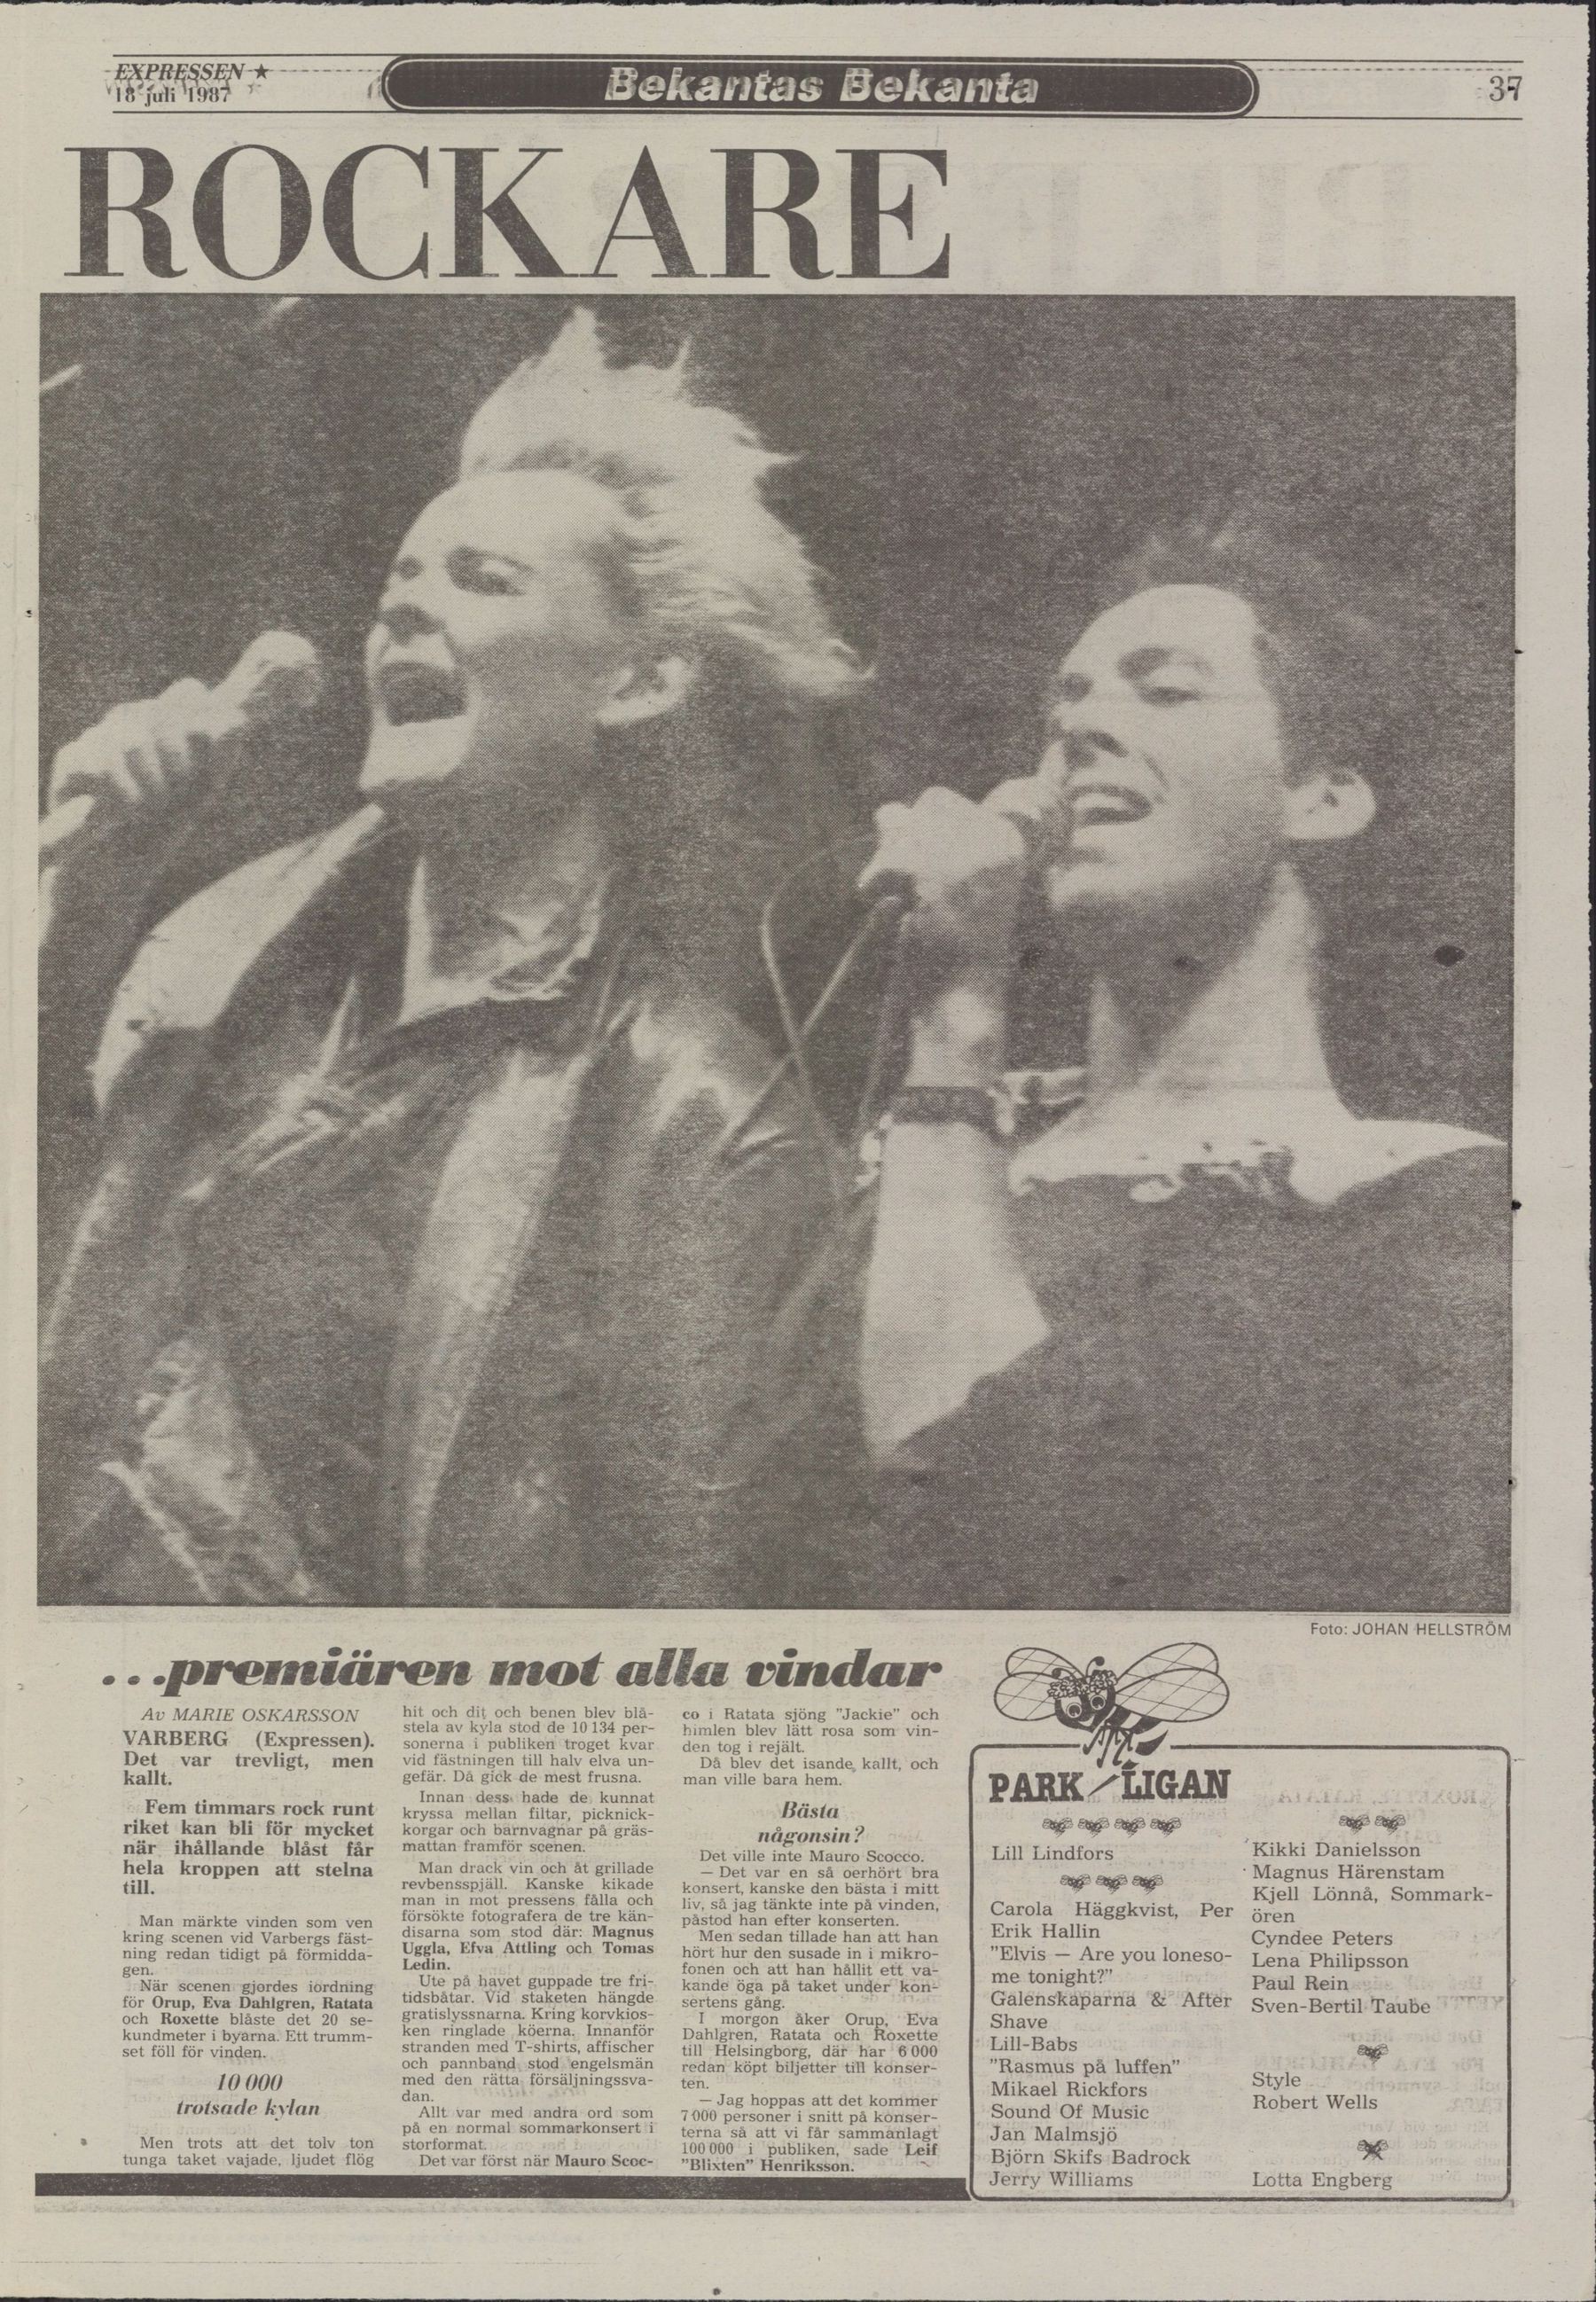 EXPRESSEN ★
18 juli 1987
Bekantas Bekanta
37
ROCKARE
Foto: JOHAN HELLSTRÖM
...premiären mot alla vindar
Av MARIE OSKARSSON
VARBERG (Expressen).
Det var trevligt, men
kallt.
Fem timmars rock runt
riket kan bli för mycket
när ihållande blåst får
hela kroppen att stelna
till.
Man märkte vinden som ven
kring scenen vid Varbergs fäst-
ning redan tidigt på förmidda-
gen.
När scenen gjordes iordning
för Orup, Eva Dahlgren, Ratata
och Roxette blåste det 20 se-
kundmeter i byarna. Ett trumm-
set föll för vinden.
10 000
trotsade kylan
Men trots att det tolv ton
tunga taket vajade, ljudet flög
hit och dit och benen blev blå-
stela av kyla stod de 10 134 per-
sonerna i publiken troget kvar
vid fästningen till halv elva un-
gefär. Då gick de mest frusna.
Innan dess hade de kunnat
kryssa mellan filtar, picknick-
korgar och barnvagnar på gräs-
mattan framför scenen.
Man drack vin och åt grillade
revbensspjäll. Kanske kikade
man in mot pressens fålla och
försökte fotografera de tre kän-
disarna som stod där: Magnus
Uggla, Efva Attling och Tomas
Ledin.
Ute på havet guppade tre fri-
tidsbåtar. Vid staketen hängde
gratislyssnarna. Kring korvkios-
ken ringlade köerna. Innanför
stranden med T-shirts, affischer
och pannband stod engelsmän
med den rätta försäljningssva-
dan.
Allt var med andra ord som
på en normal sommarkonsert i
storformat.
Det var först när Mauro Scoc-
co i Ratata sjöng "Jackie" och
himlen blev lätt rosa som vin-
den tog i rejält.
Då blev det isande kallt, och
man ville bara hem.
Bästa
någonsin?
Det ville inte Mauro Scocco.
— Det var en så oerhört bra
konsert, kanske den bästa i mitt
liv, så jag tänkte inte på vinden,
påstod han efter konserten.
Men sedan tillade han att han
hört hur den susade in i mikro-
fonen och att han hållit ett va-
kande öga på taket under kon-
sertens gång.
I morgon åker Orup, Eva
Dahlgren, Ratata och Roxette
till Helsingborg, där har 6 000
redan köpt biljetter till konser-
ten.
— Jag hoppas att det kommer
7 000 personer i snitt på konser-
terna så att vi får sammanlagt
100 000 i publiken, sade Leif
"Blixten" Henriksson.
PARK LIGAN
Lill Lindfors
Carola Häggkvist, Per
Erik Hallin
"Elvis — Are you loneso-
me tonight?"
Galenskaparna & After
Shave
Lill-Babs
"Rasmus på luffen"
Mikael Rickfors
Sound Of Music
Jan Malmsjö
Björn Skifs Badrock
Jerry Williams
Kikki Danielsson
Magnus Härenstam
Kjell Lönnå, Sommark-
ören
Cyndee Peters
Lena Philipsson
Paul Rein
Sven-Bertil Taube
Style
Robert Wells
Lotta Engberg